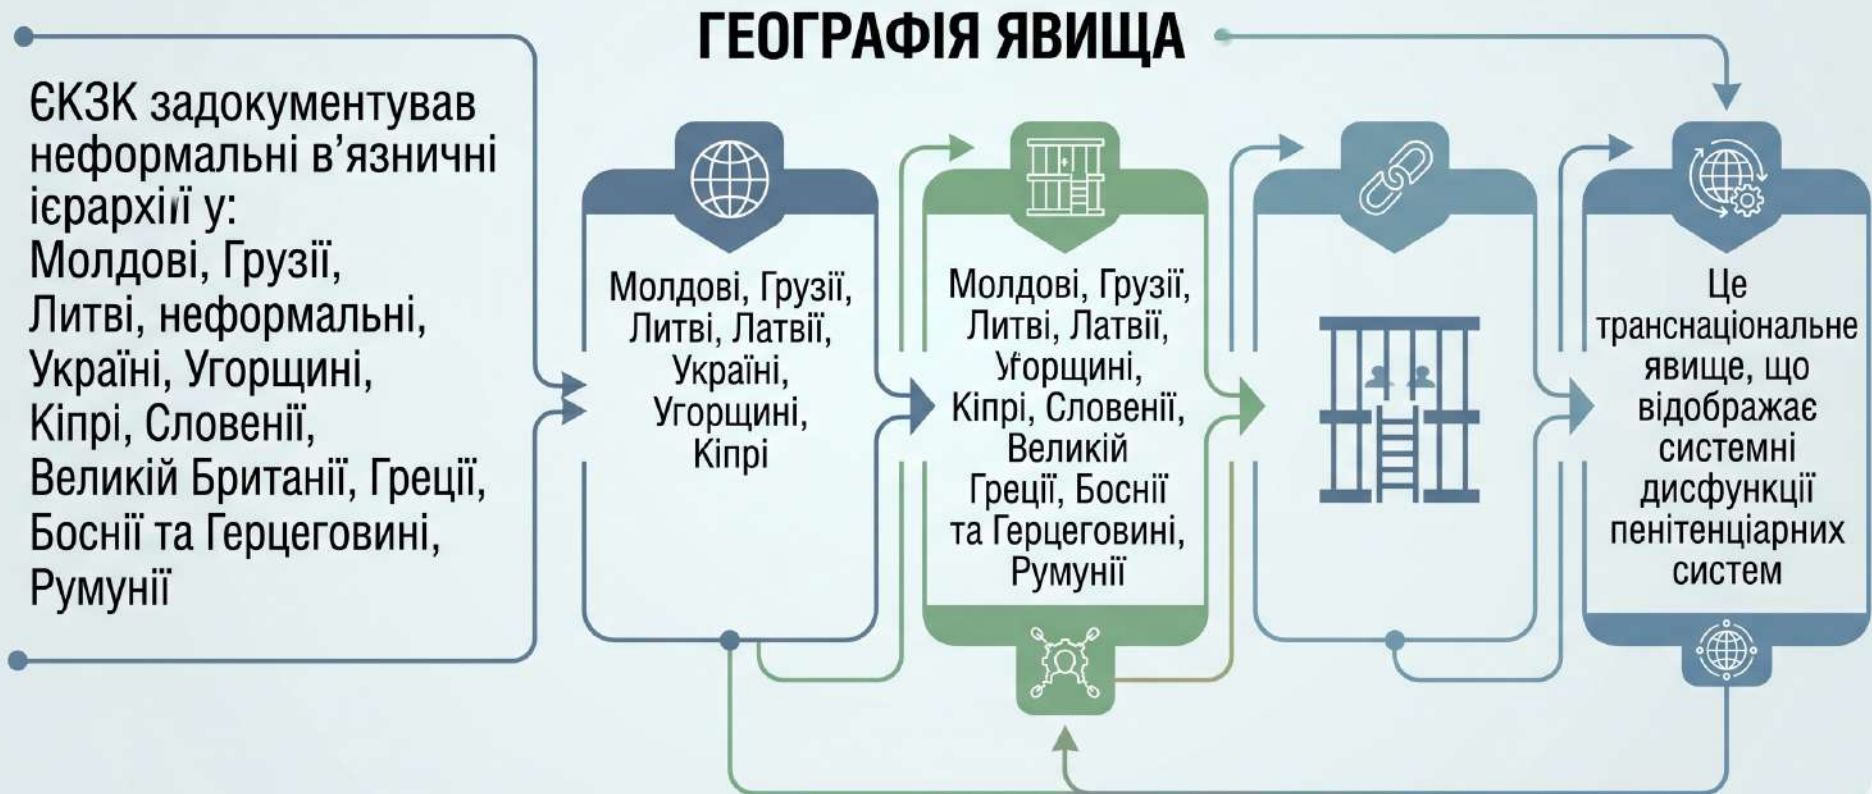 ГЕОГРАФІЯ ЯВИЩА
ЄКЗК задокументував
неформальні в’язничні
ієрархіїї у:
Молдові, Грузії,
Литві, неформальні,
Україні, Угорщині,
Кіпрі, Словенії,
Великій Британії, Греції,
Боснії та Герцеговині,
Румунії
Молдові, Грузії,
Литві, Латвії,
Україні,
Угорщині,
Кіпрі
Молдові, Грузії,
Литві, Латвії,
Угорщині,
Кіпрі, Словенії,
Великій
Греції, Боснії
та Герцеговині,
Румунії
Це
транснаціональне
явище, що
відображає
системні
дисфункції
пенітенціарних
систем